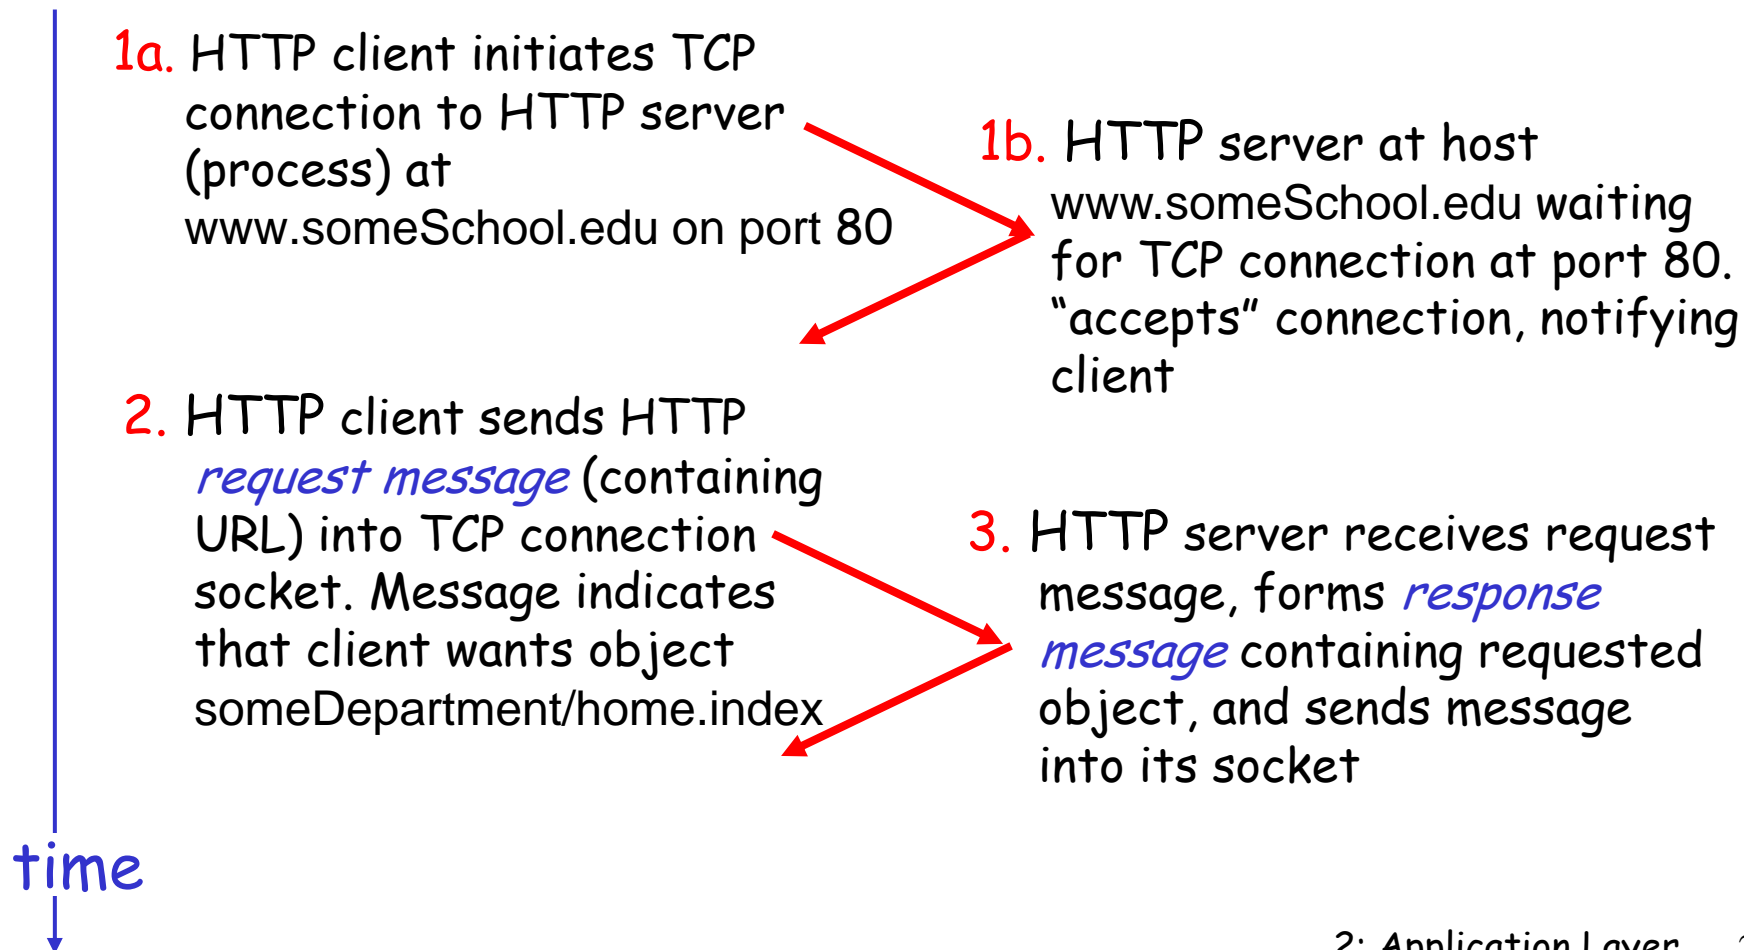 1a. HTTP client initiates TCP
connection to HTTP server
(process) at
www.someSchool.edu on port 80
1b. HTTP server at host
www.someSchool.edu waiting
for TCP connection at port 80.
“accepts” connection, notifying
client
2. HTTP client sends HTTP
request message (containing
URL) into TCP connection
socket. Message indicates
that client wants object
someDepartment/home.index
3. HTTP server receives request
message, forms response
message containing requested
object, and sends message
into its socket
time
2: Application Layer